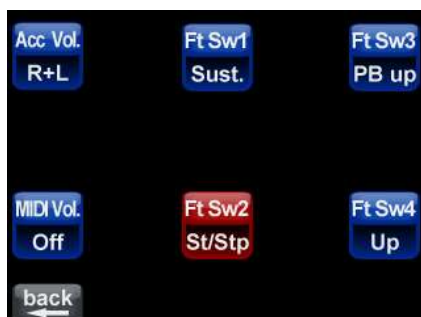 Acc Vol. Ft Sw1 Ft Sw3
R+L Sust. PB up
MIDI Vol. Ft Sw2 Ft Sw4
Off St/Stp Up
back